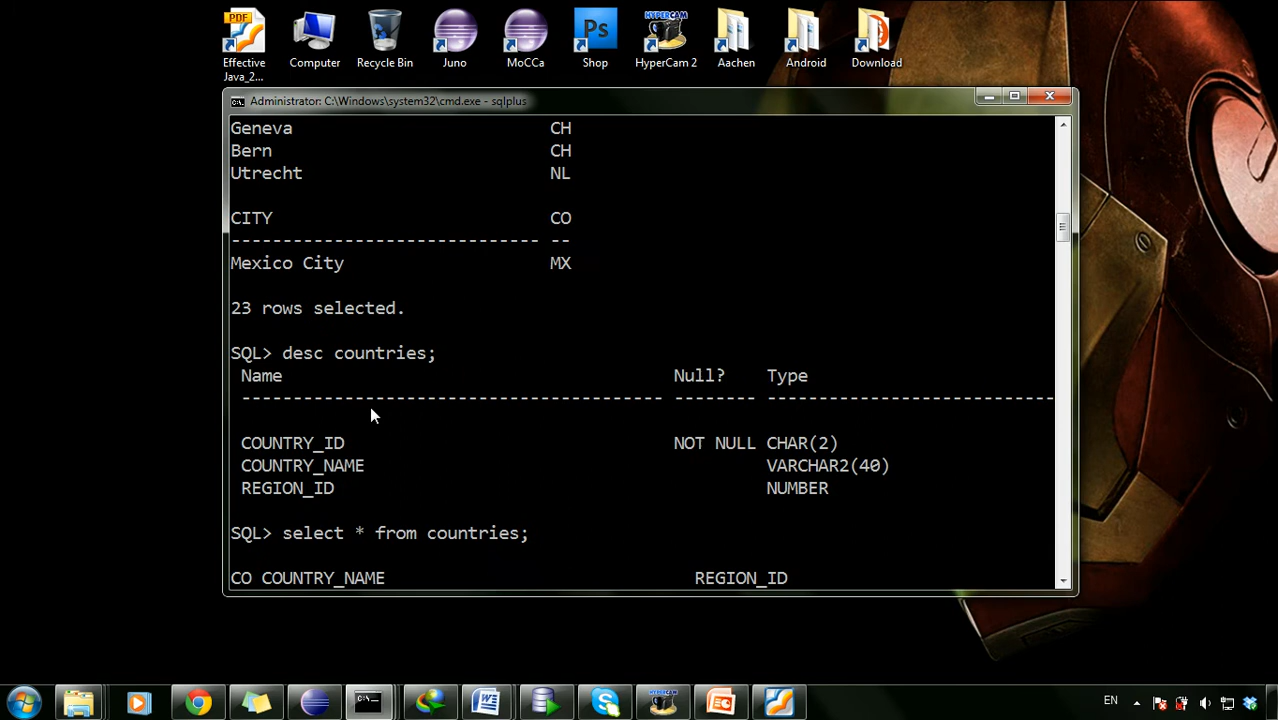 PDF
HYPERCAM
Ps
Effective Java_2...
Computer
Recycle Bin
Juno
MoCCa
Shop
HyperCam 2
Aachen
Android
Download
Administrator: C:\Windows\system32\cmd.exe - sqlplus
Geneva CH
Bern CH
Utrecht NL
CITY CO
------------------------------ --
Mexico City MX
23 rows selected.
SQL> desc countries;
Name Null? Type
----------------------------------------- -------- ----------------------------
COUNTRY_ID NOT NULL CHAR(2)
COUNTRY_NAME VARCHAR2(40)
REGION_ID NUMBER
SQL> select * from countries;
CO COUNTRY_NAME REGION_ID
EN